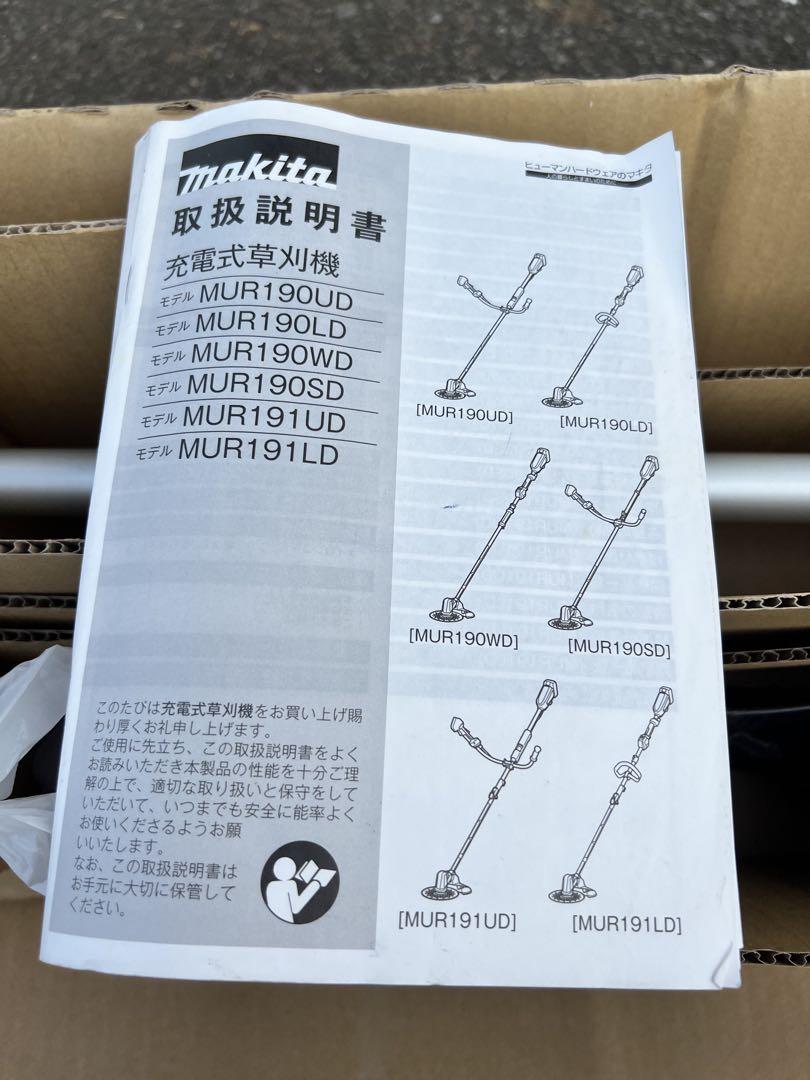 makita
取扱説明書
充電式草刈機
モデル MUR190UD
モデル MUR190LD
モデル MUR190WD
モデル MUR190SD
モデル MUR191UD
モデル MUR191LD
このたびは充電式草刈機をお買い上げ賜
わり厚くお礼申し上げます。
ご使用に先立ち、この取扱説明書をよく
お読みいただき本製品の性能を十分ご理
解の上で、適切な取り扱いと保守をして
いただいて、いつまでも安全に能率よく
お使いくださるようお願
いいたします。
なお、この取扱説明書は
お手元に大切に保管して
ください。
ヒューマンハードウェアのマキタ
[MUR190UD]
[MUR190LD]
[MUR190WD]
[MUR190SD]
[MUR191UD]
[MUR191LD]